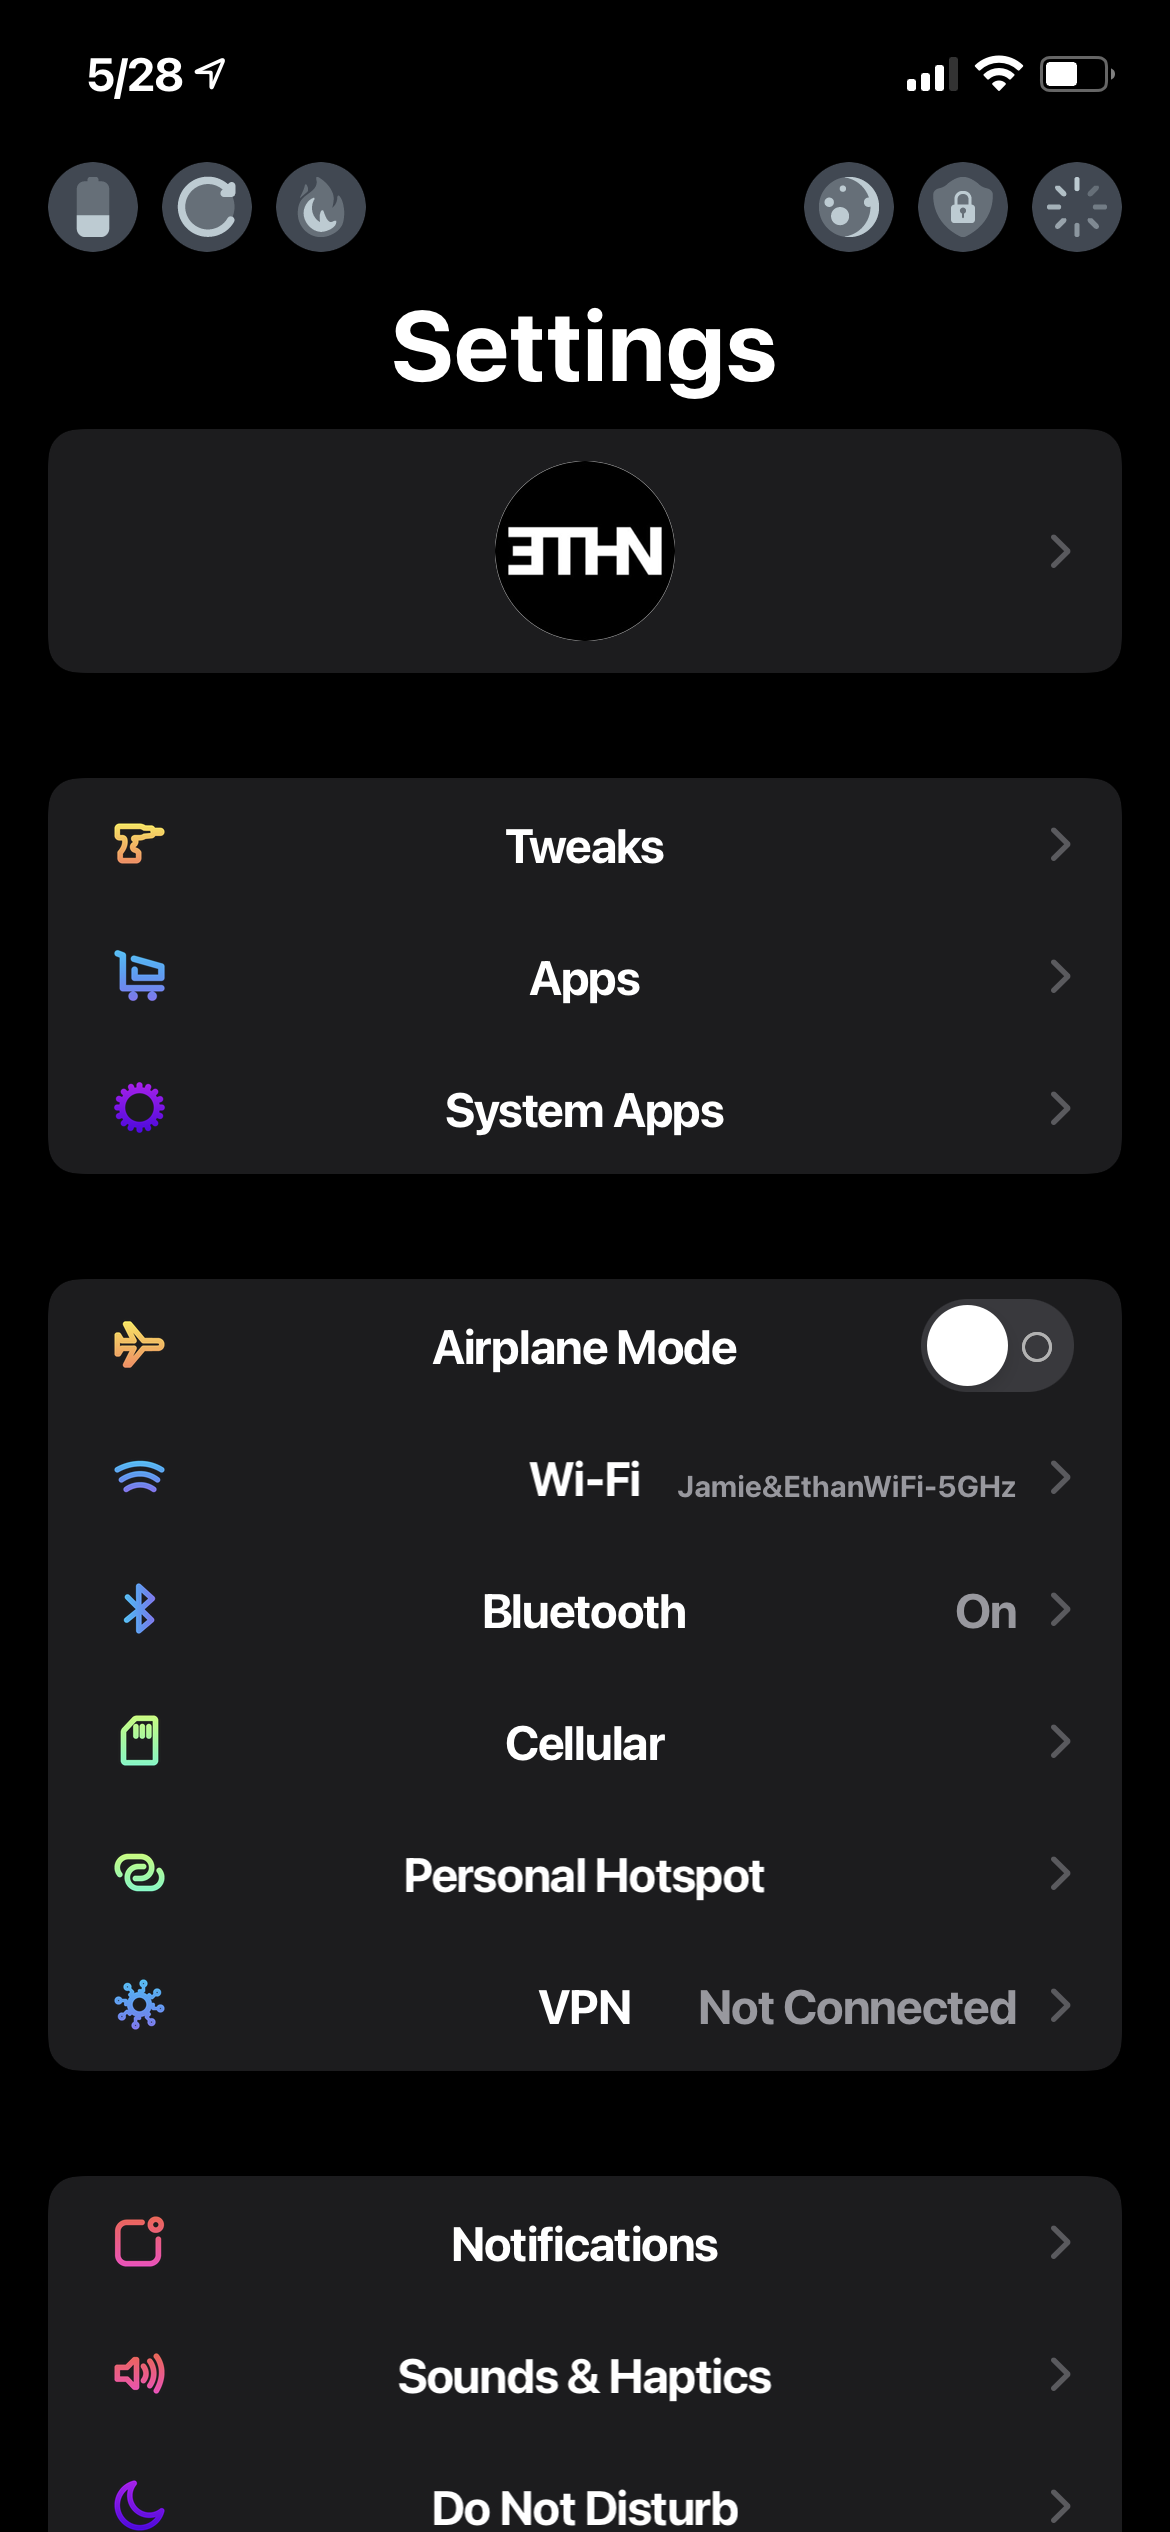 5/28
Settings
ETHN
Tweaks
Apps
System Apps
Airplane Mode
Wi-Fi Jamie&EthanWiFi-5GHz
Bluetooth On
Cellular
Personal Hotspot
VPN Not Connected
Notifications
Sounds & Haptics
Do Not Disturb